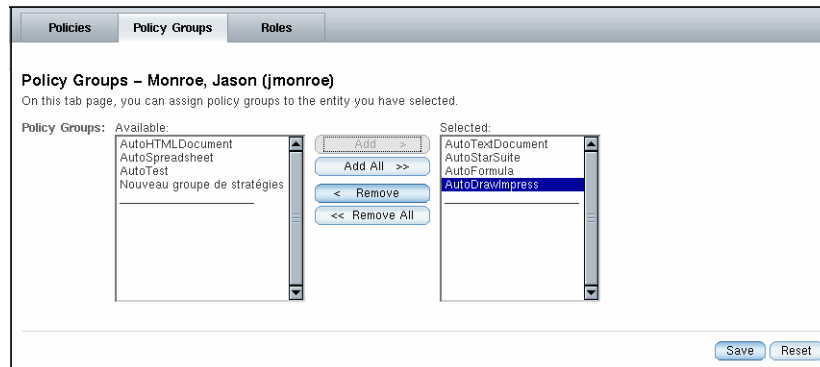 Policies Policy Groups Roles
Policy Groups – Monroe, Jason (jmonroe)
On this tab page, you can assign policy groups to the entity you have selected.
Policy Groups: Available:
AutoHTMLDocument
AutoSpreadsheet
AutoTest
Nouveau groupe de stratégies
Add >
Add All >>
< Remove
<< Remove All
Selected:
AutoTextDocument
AutoStarSuite
AutoFormula
AutoDrawImpress
Save Reset